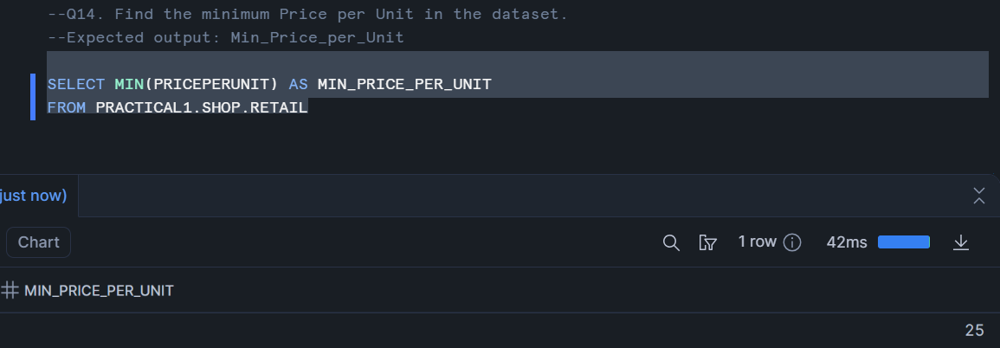 --Q14. Find the minimum Price per Unit in the dataset.
--Expected output: Min_Price_per_Unit
SELECT MIN(PRICEPERUNIT) AS MIN_PRICE_PER_UNIT
FROM PRACTICAL1.SHOP.RETAIL
just now)
Chart
1 row
42ms
MIN_PRICE_PER_UNIT
25